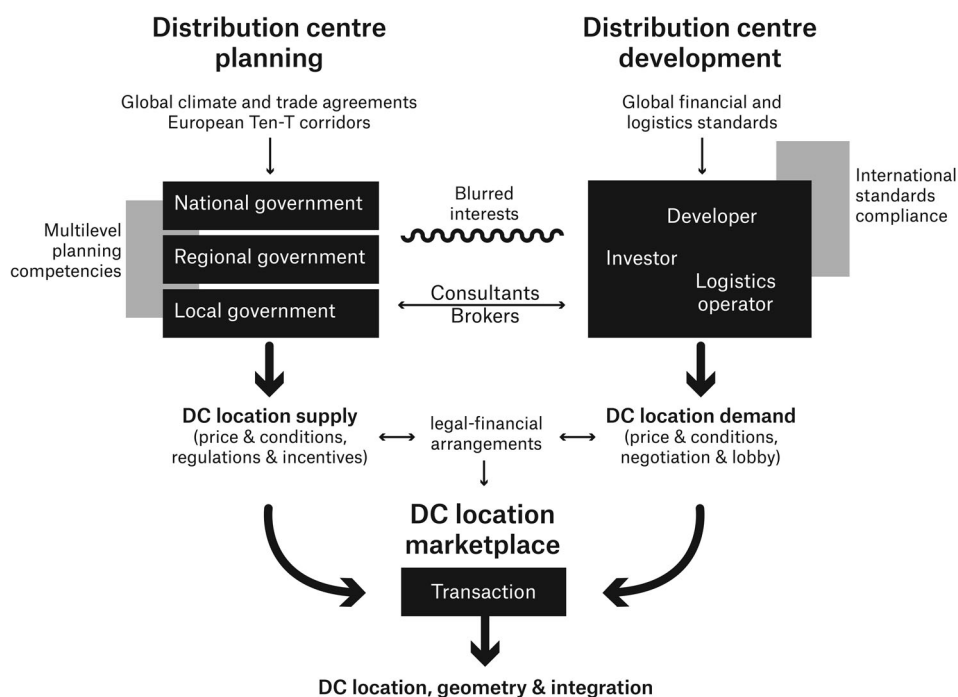 Distribution centre
planning
Distribution centre
development
Global climate and trade agreements
European Ten-T corridors
Global financial and
logistics standards
Multilevel
planning
competencies
National government
Regional government
Local government
Blurred
interests
Consultants
Brokers
Developer
Investor
Logistics
operator
International
standards
compliance
DC location supply
(price & conditions,
regulations & incentives)
legal-financial
arrangements
DC location demand
(price & conditions,
negotiation & lobby)
DC location
marketplace
Transaction
DC location, geometry & integration